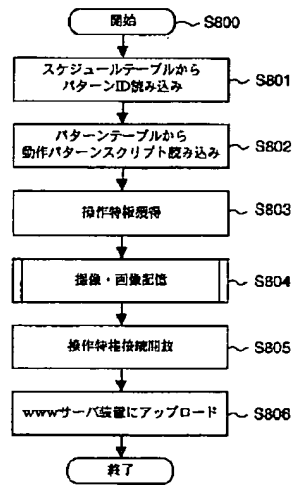 開始
S800
スケジュールテーブルから
パターンID読み込み
S801
パターンテーブルから
動作パターンスクリプト読み込み
S802
操作特権獲得
S803
撮像・画像記憶
S804
操作特権接続開放
S805
wwwサーバ装置にアップロード
S806
終了